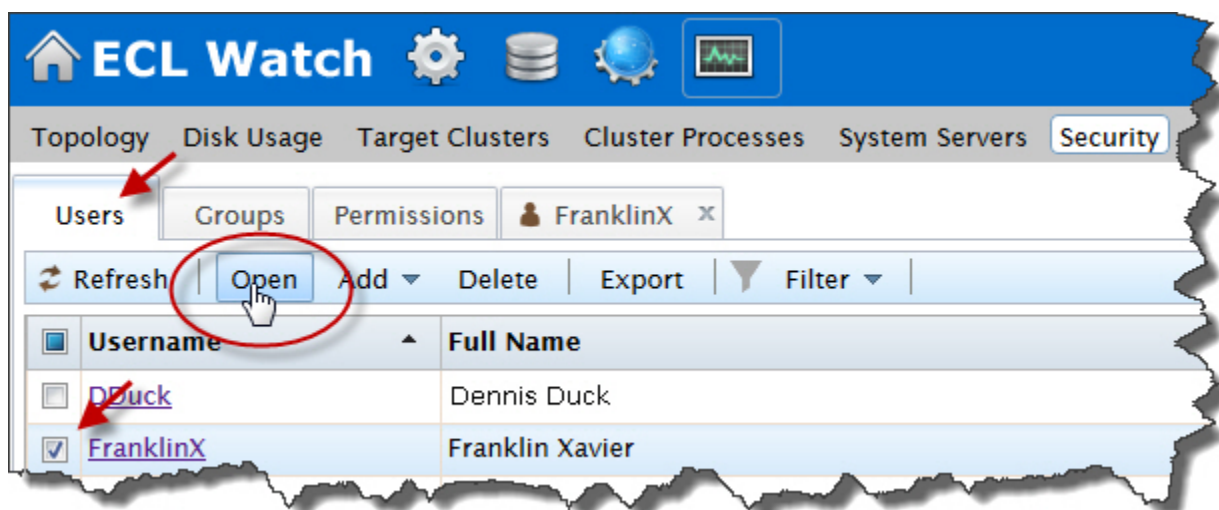 ECL Watch
Topology Disk Usage Target Clusters Cluster Processes System Servers Security
Users Groups Permissions FranklinX x
Refresh Open Add Delete Export Filter
Username Full Name
DDuck Dennis Duck
FranklinX Franklin Xavier